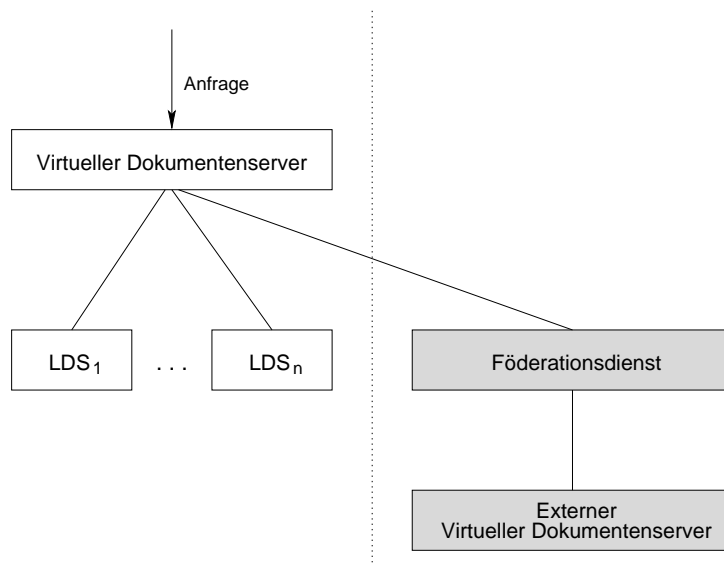 Anfrage
Virtueller Dokumentenserver
LDS1 . . . LDSn
Föderationsdienst
Externer
Virtueller Dokumentenserver